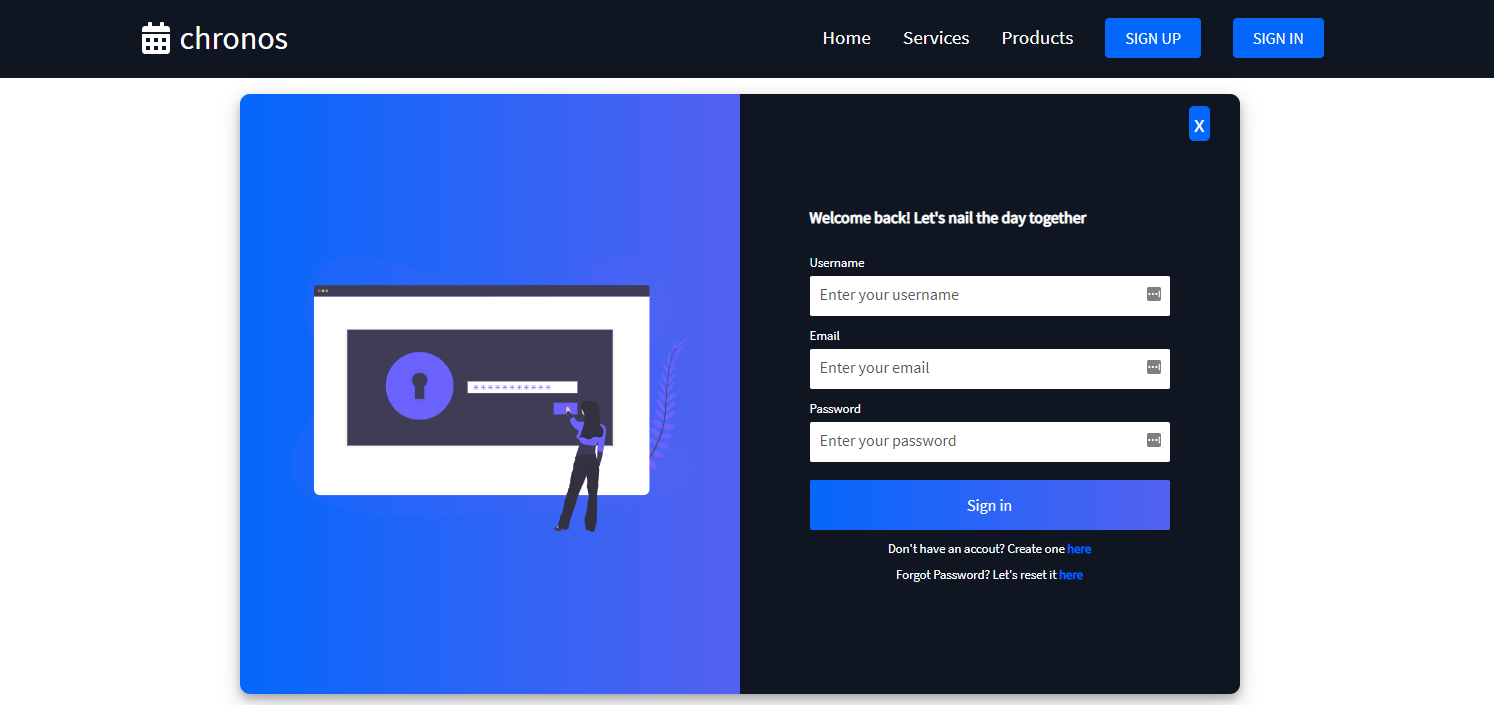 chronos
Home Services Products SIGN UP SIGN IN
X
Welcome back! Let's nail the day together
Username
Enter your username
Email
Enter your email
Password
Enter your password
***********
Sign in
Don't have an accout? Create one here
Forgot Password? Let's reset it here